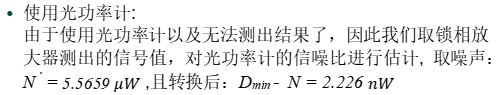 • 使用光功率计:
由于使用光功率计以及无法测出结果了，因此我们取锁相放
大器测出的信号值，对光功率计的信噪比进行估计, 取噪声:
N ' = 5.5659 μW ,且转换后: Dmin- N = 2.226 nW